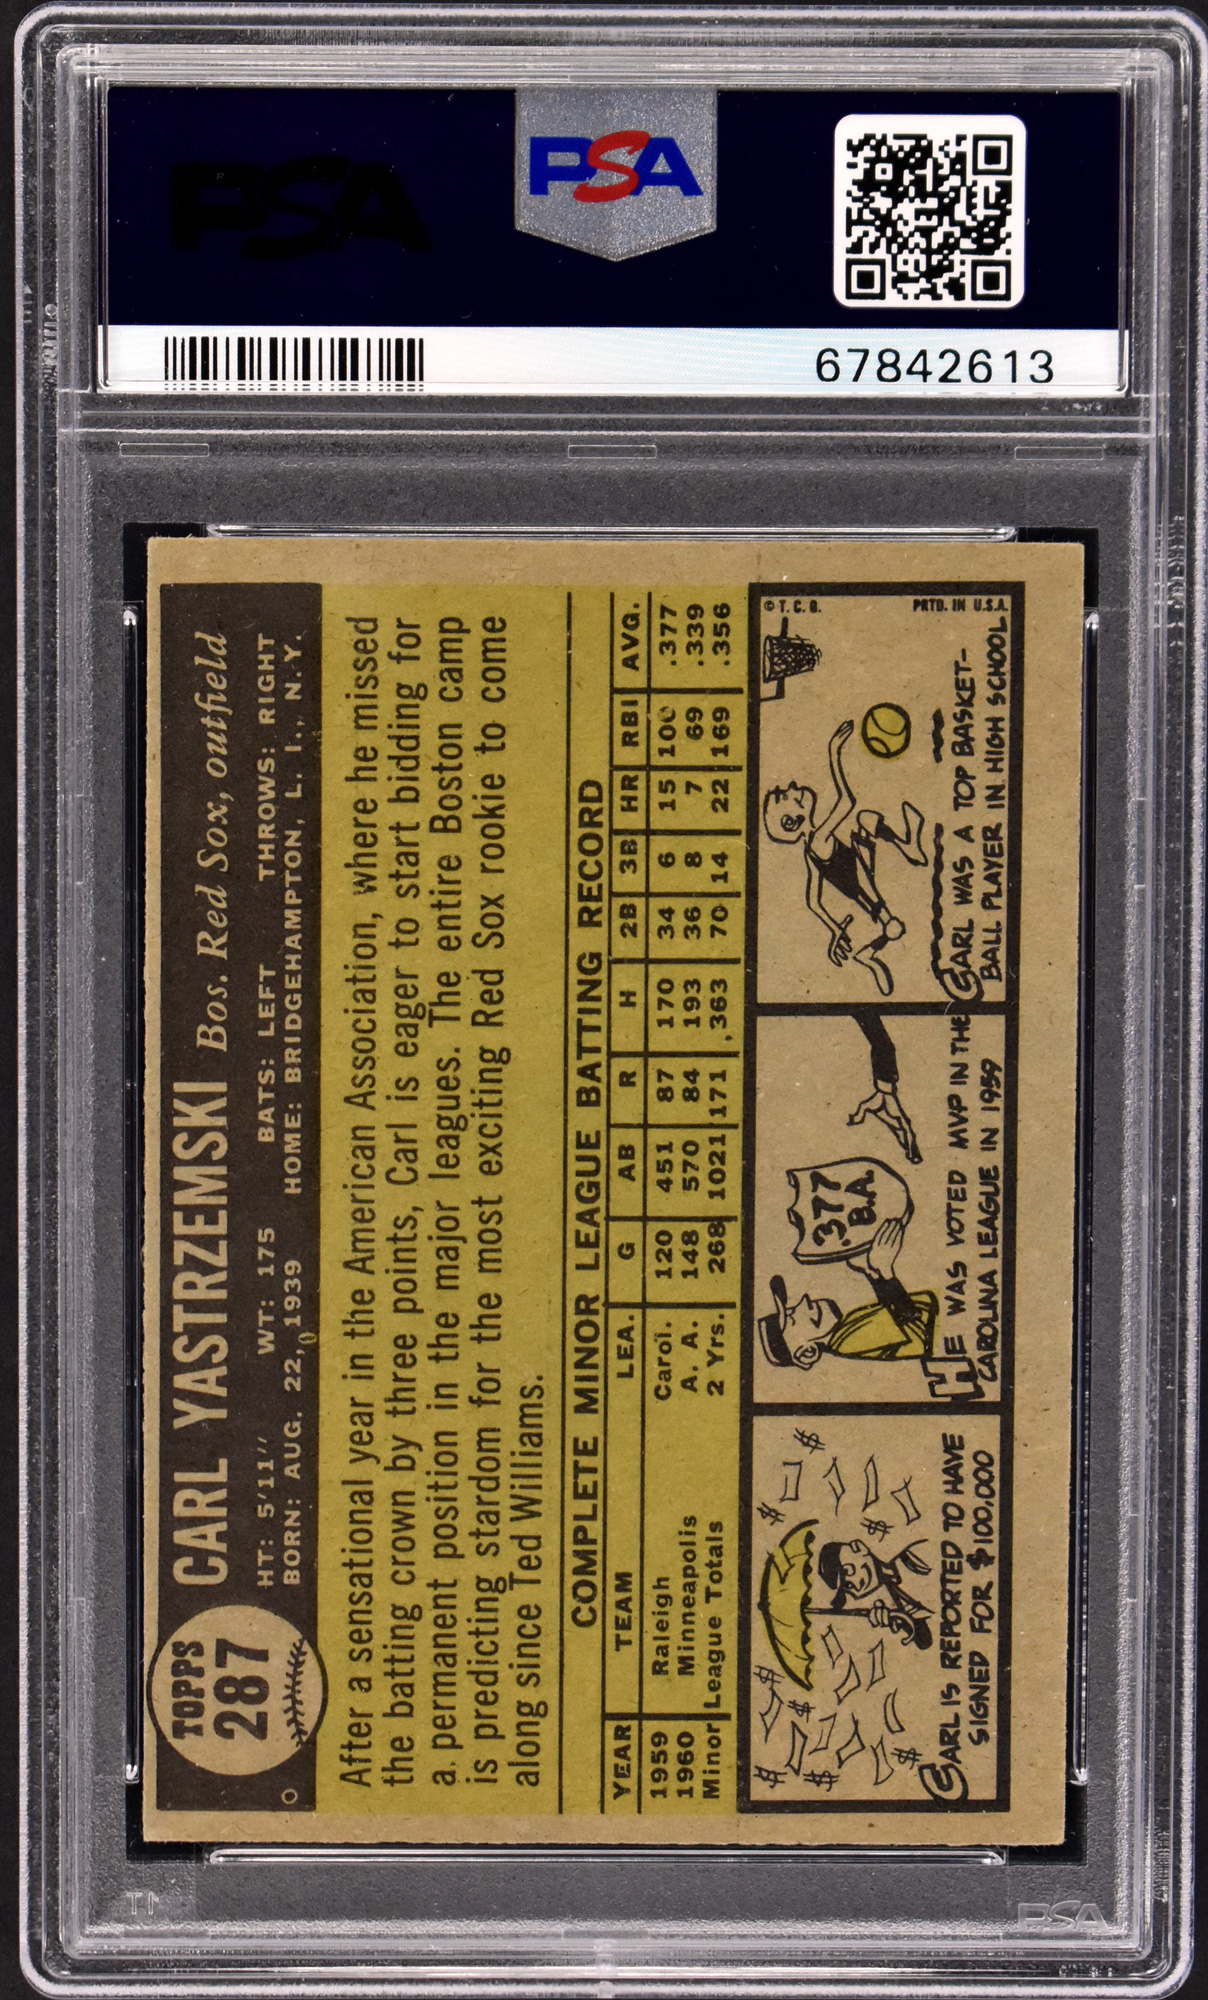 PSA
PSA
67842613
TOPPS
287
CARL YASTRZEMSKI Bos. Red Sox, outfield
HT: 5'11" WT: 175 BATS: LEFT THROWS: RIGHT
BORN: AUG. 22, 1939 HOME: BRIDGEHAMPTON, L. I., N.Y.
After a sensational year in the American Association, where he missed
the batting crown by three points, Carl is eager to start bidding for
a permanent position in the major leagues. The entire Boston camp
is predicting stardom for the most exciting Red Sox rookie to come
along since Ted Williams.
COMPLETE MINOR LEAGUE BATTING RECORD
YEAR TEAM LEA. G AB R H 2B 3B HR RBI AVG.
1959 Raleigh Carol. 120 451 87 170 34 6 15 100 .377
1960 Minneapolis A. A. 148 570 84 193 36 8 7 69 .339
Minor League Totals 2 Yrs. 268 1021 171 363 70 14 22 169 .356
CARL IS REPORTED TO HAVE
SIGNED FOR $100,000
.377
B.A.
HE WAS VOTED MVP IN THE
CAROLINA LEAGUE IN 1959
CARL WAS A TOP BASKET-
BALL PLAYER IN HIGH SCHOOL
© T. C. G. PRTD. IN U.S.A.
PSA